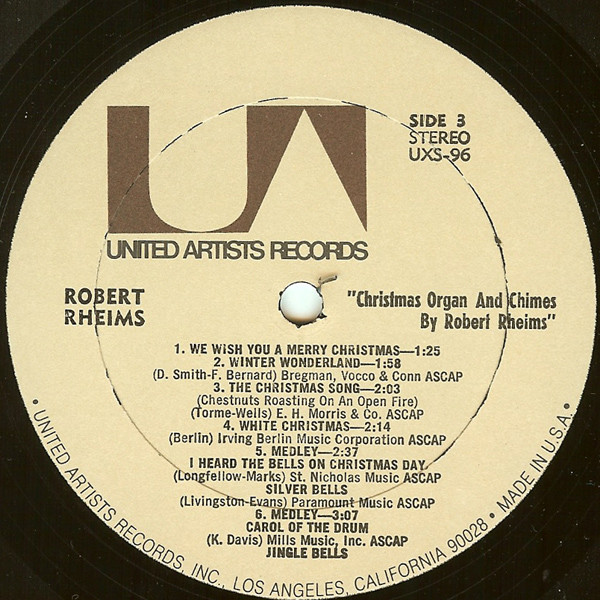 SIDE 3
STEREO
UXS-96
UA
UNITED ARTISTS RECORDS
ROBERT
RHEIMS
"Christmas Organ And Chimes
By Robert Rheims"
1. WE WISH YOU A MERRY CHRISTMAS—1:25
2. WINTER WONDERLAND—1:58
(D. Smith-F. Bernard) Bregman, Vocco & Conn ASCAP
3. THE CHRISTMAS SONG—2:03
(Chestnuts Roasting On An Open Fire)
(Torme-Wells) E. H. Morris & Co. ASCAP
4. WHITE CHRISTMAS—2:14
(Berlin) Irving Berlin Music Corporation ASCAP
5. MEDLEY—2:37
I HEARD THE BELLS ON CHRISTMAS DAY
(Longfellow-Marks) St. Nicholas Music ASCAP
SILVER BELLS
(Livingston-Evans) Paramount Music ASCAP
6. MEDLEY—3:07
CAROL OF THE DRUM
(K. Davis) Mills Music, Inc. ASCAP
JINGLE BELLS
• UNITED ARTISTS RECORDS, INC., LOS ANGELES, CALIFORNIA 90028 • MADE IN U.S.A. •